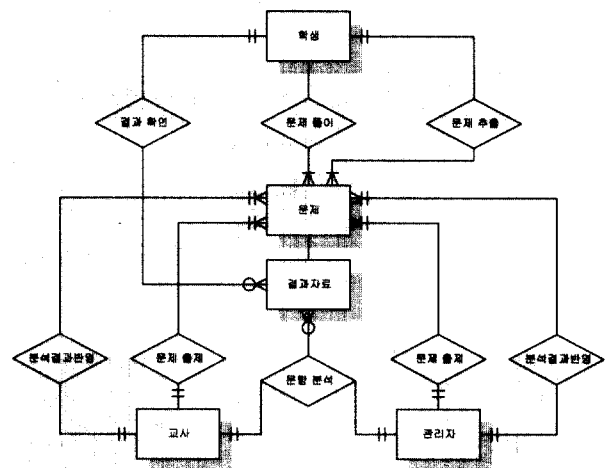 학생
결과 확인
문제 풀어
문제 추출
문제
결과자료
분석결과반영
문제 출제
문항 분석
문제 출제
분석결과반영
교사
관리자